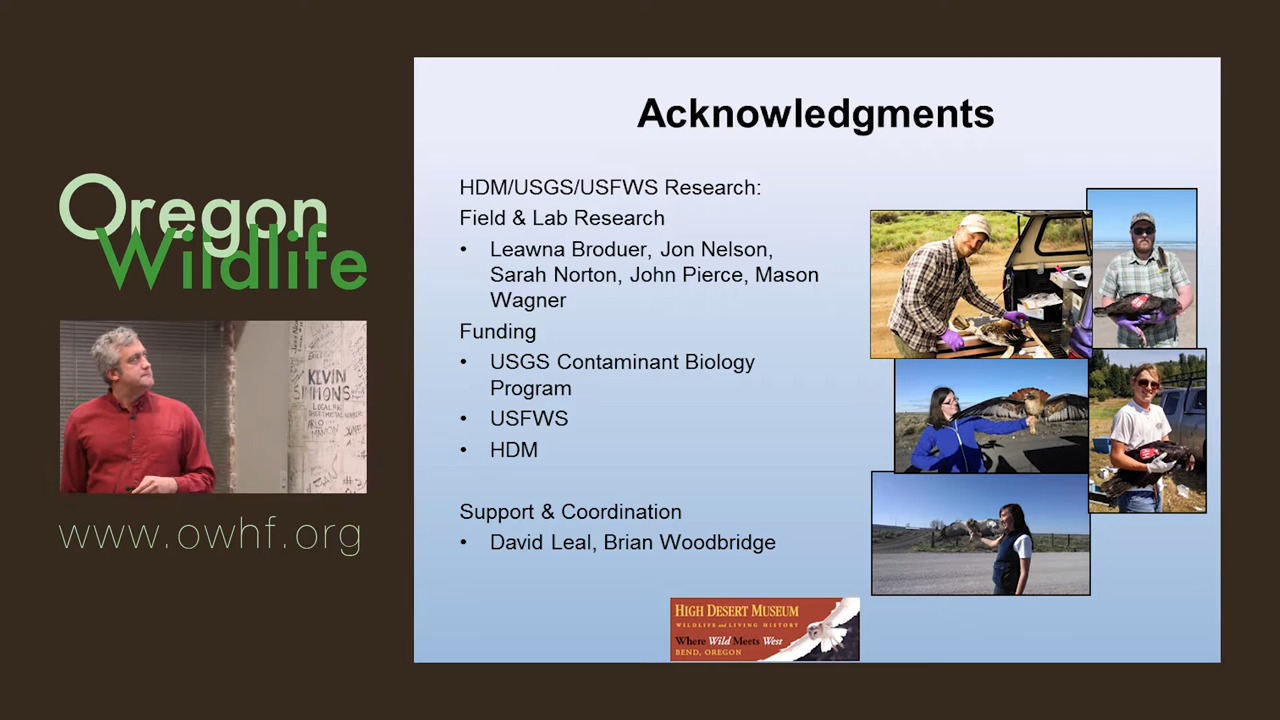 Oregon
Wildlife
KEVIN
SIMMONS
www.owhf.org
Acknowledgments
HDM/USGS/USFWS Research:
Field & Lab Research
• Leawna Broduer, Jon Nelson,
Sarah Norton, John Pierce, Mason
Wagner
Funding
• USGS Contaminant Biology
Program
• USFWS
• HDM
Support & Coordination
• David Leal, Brian Woodbridge
HIGH DESERT MUSEUM
WILDLIFE and LIVING HISTORY
Where Wild Meets West
BEND, OREGON